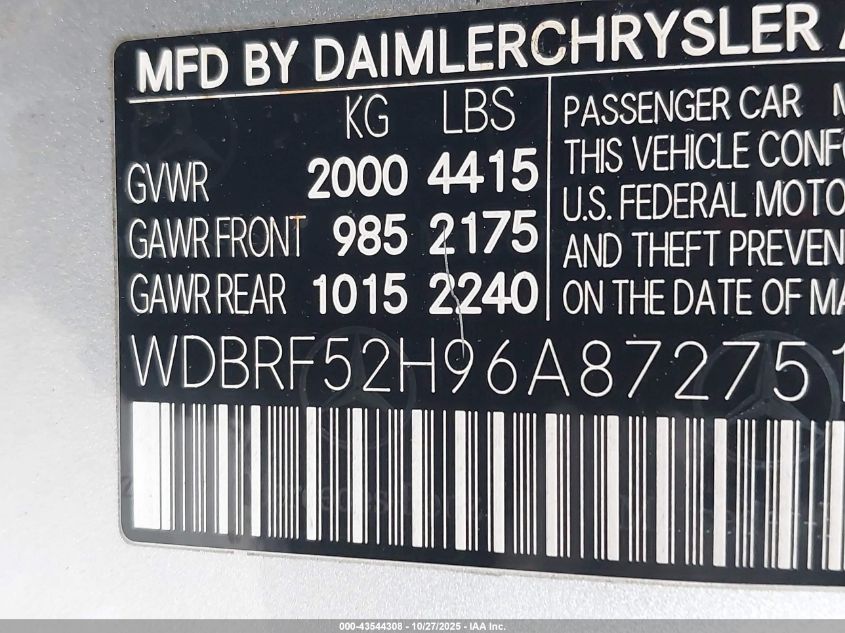 MFD BY DAIMLERCHRYSLER A
KG LBS
GVWR 2000 4415
GAWR FRONT 985 2175
GAWR REAR 1015 2240
PASSENGER CAR M
THIS VEHICLE CONF
U.S. FEDERAL MOTO
AND THEFT PREVEN
ON THE DATE OF MA
WDBRF52H96A872751
000-43544308 - 10/27/2025 - IAA Inc.